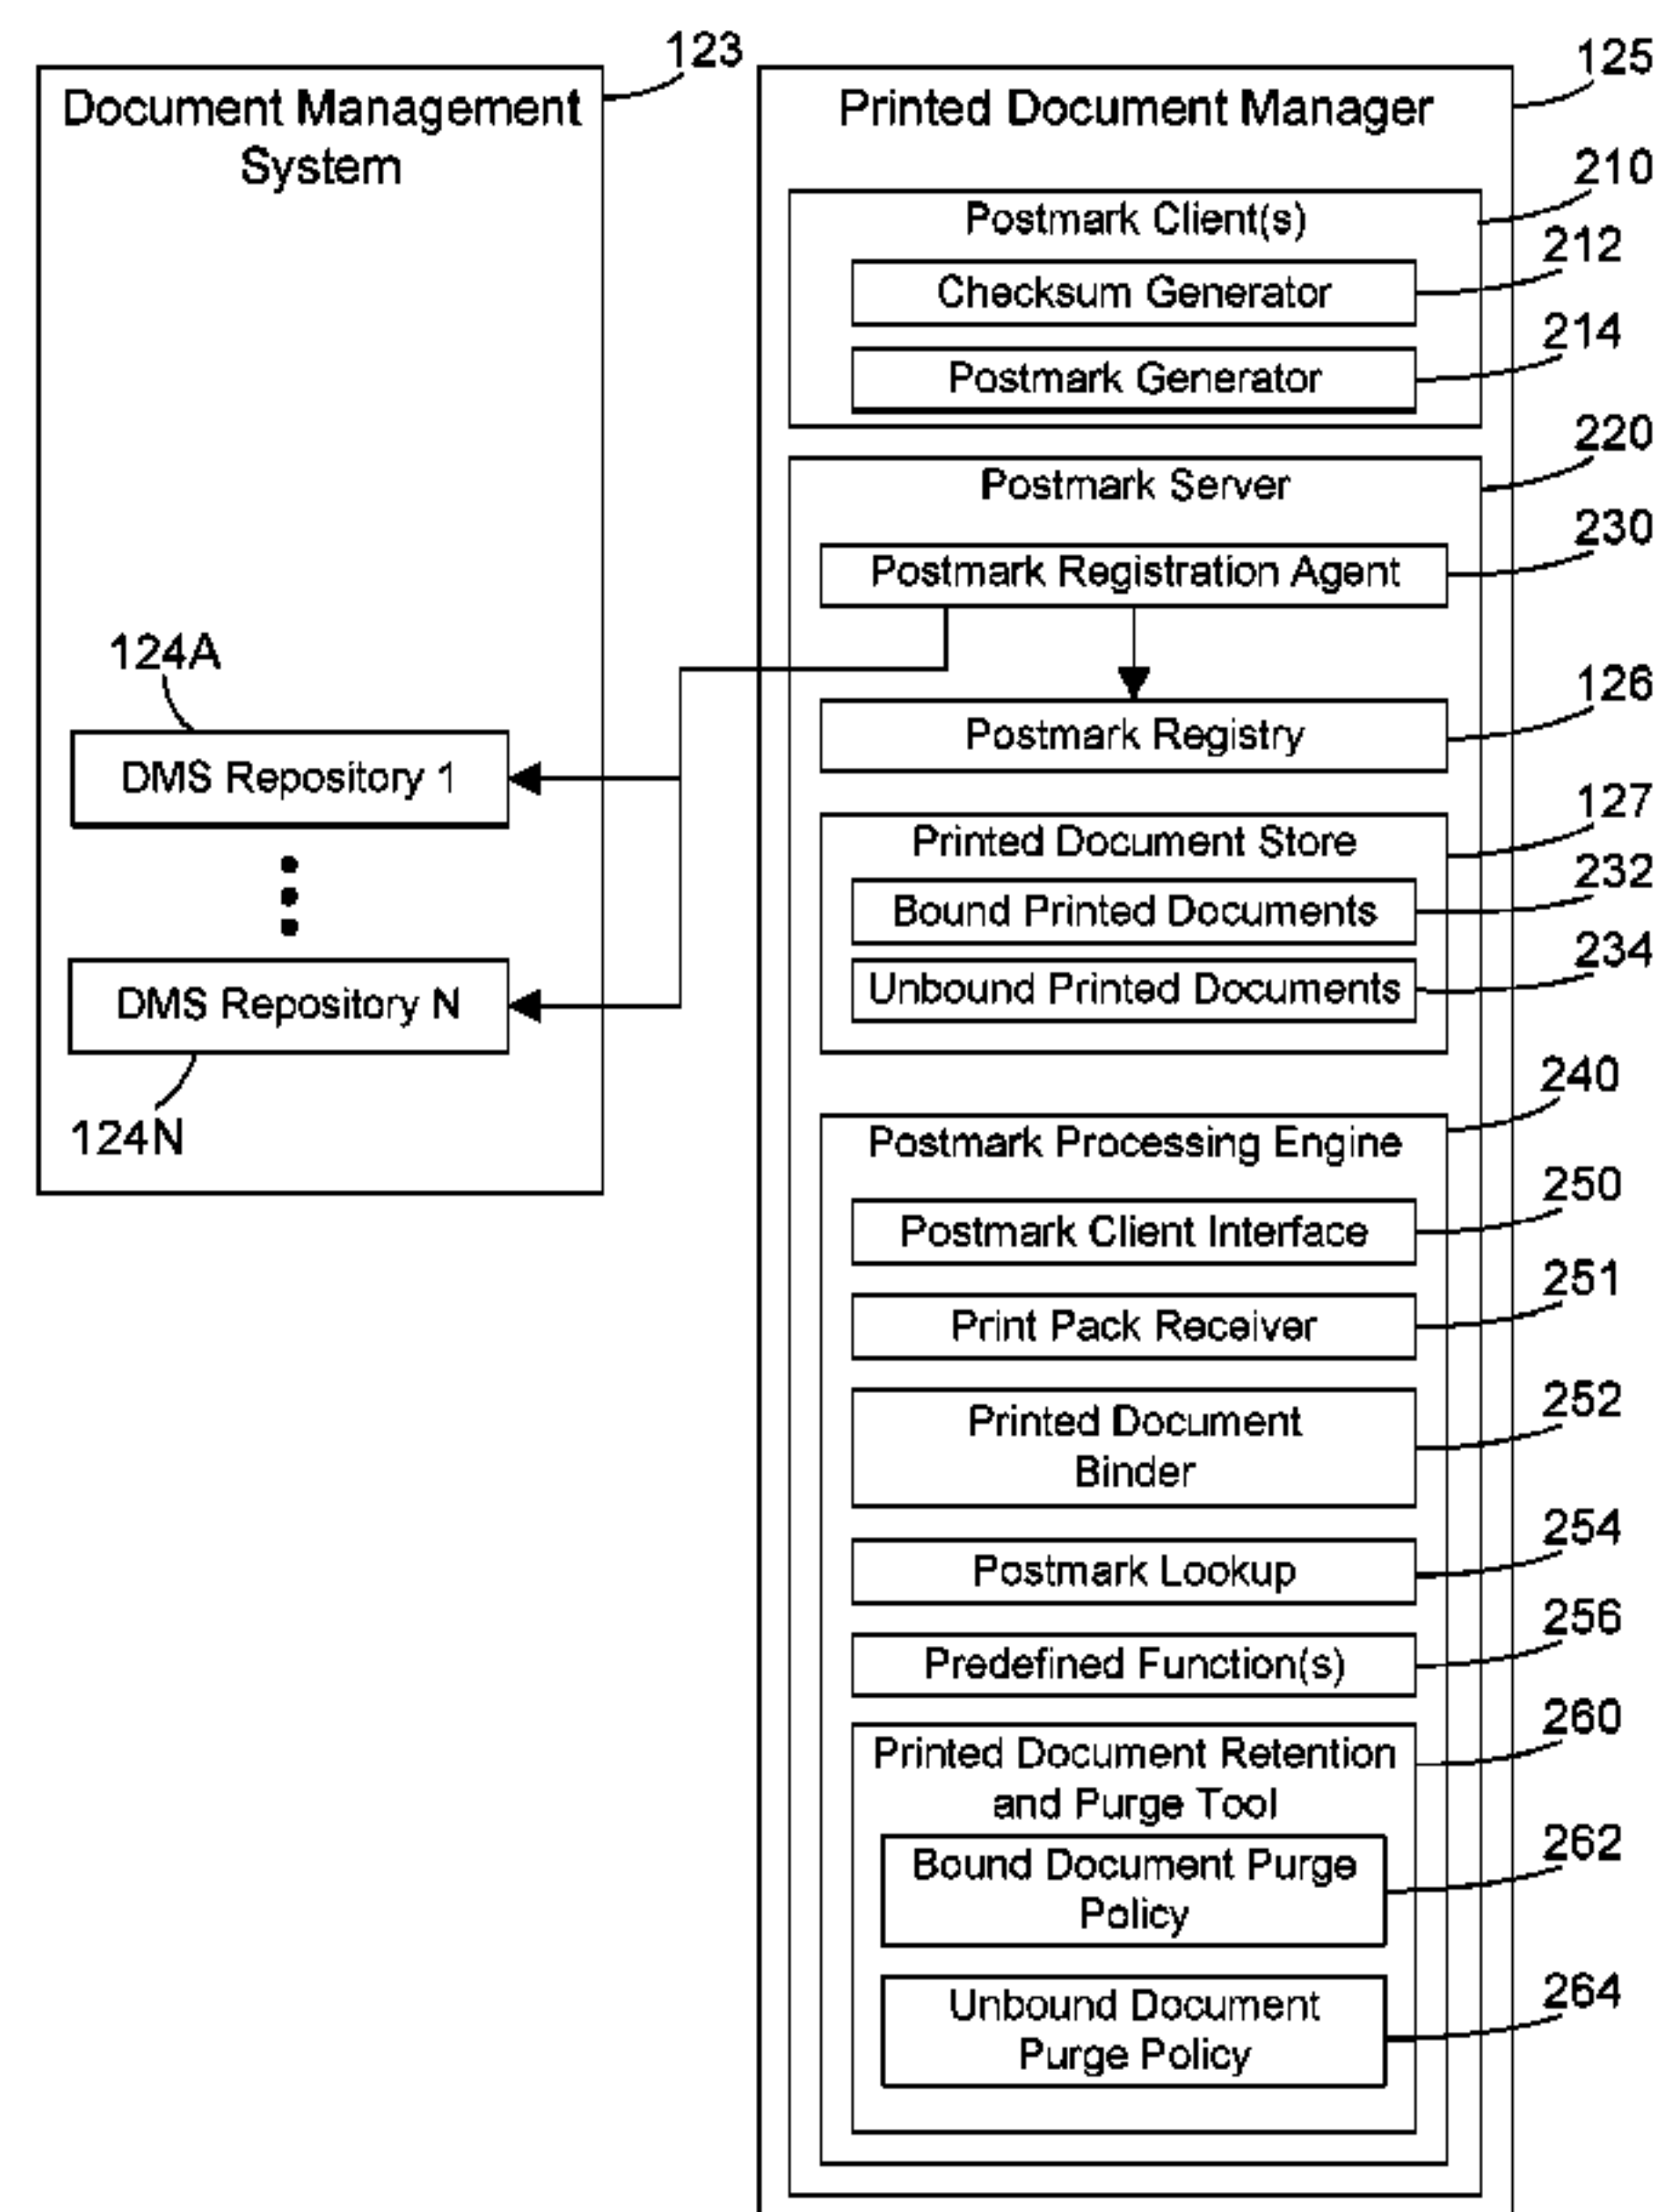 123
Document Management
System
124A
DMS Repository 1
DMS Repository N
124N
125
Printed Document Manager
210
Postmark Client(s)
212
Checksum Generator
214
Postmark Generator
220
Postmark Server
230
Postmark Registration Agent
126
Postmark Registry
127
Printed Document Store
232
Bound Printed Documents
234
Unbound Printed Documents
240
Postmark Processing Engine
250
Postmark Client Interface
251
Print Pack Receiver
252
Printed Document
Binder
254
Postmark Lookup
256
Predefined Function(s)
260
Printed Document Retention
and Purge Tool
262
Bound Document Purge
Policy
264
Unbound Document
Purge Policy